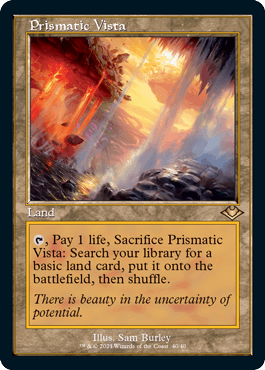 Prismatic Vista
Land
, Pay 1 life, Sacrifice Prismatic
Vista: Search your library for a
basic land card, put it onto the
battlefield, then shuffle.
There is beauty in the uncertainty of
potential.
Illus. Sam Burley
™ & © 2021 Wizards of the Coast 40/40